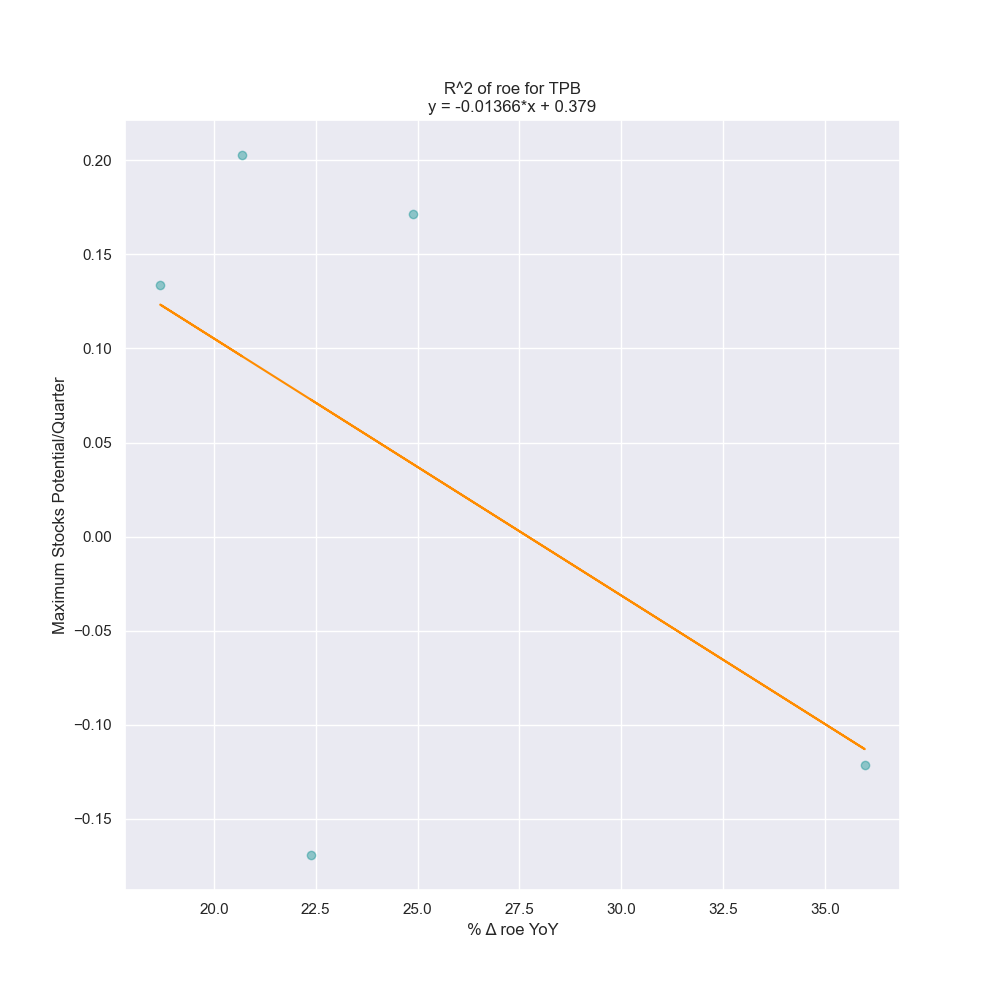 R^2 of roe for TPB
y = -0.01366*x + 0.379
Maximum Stocks Potential/Quarter
0.20
0.15
0.10
0.05
0.00
−0.05
−0.10
−0.15
20.0 22.5 25.0 27.5 30.0 32.5 35.0
% Δ roe YoY